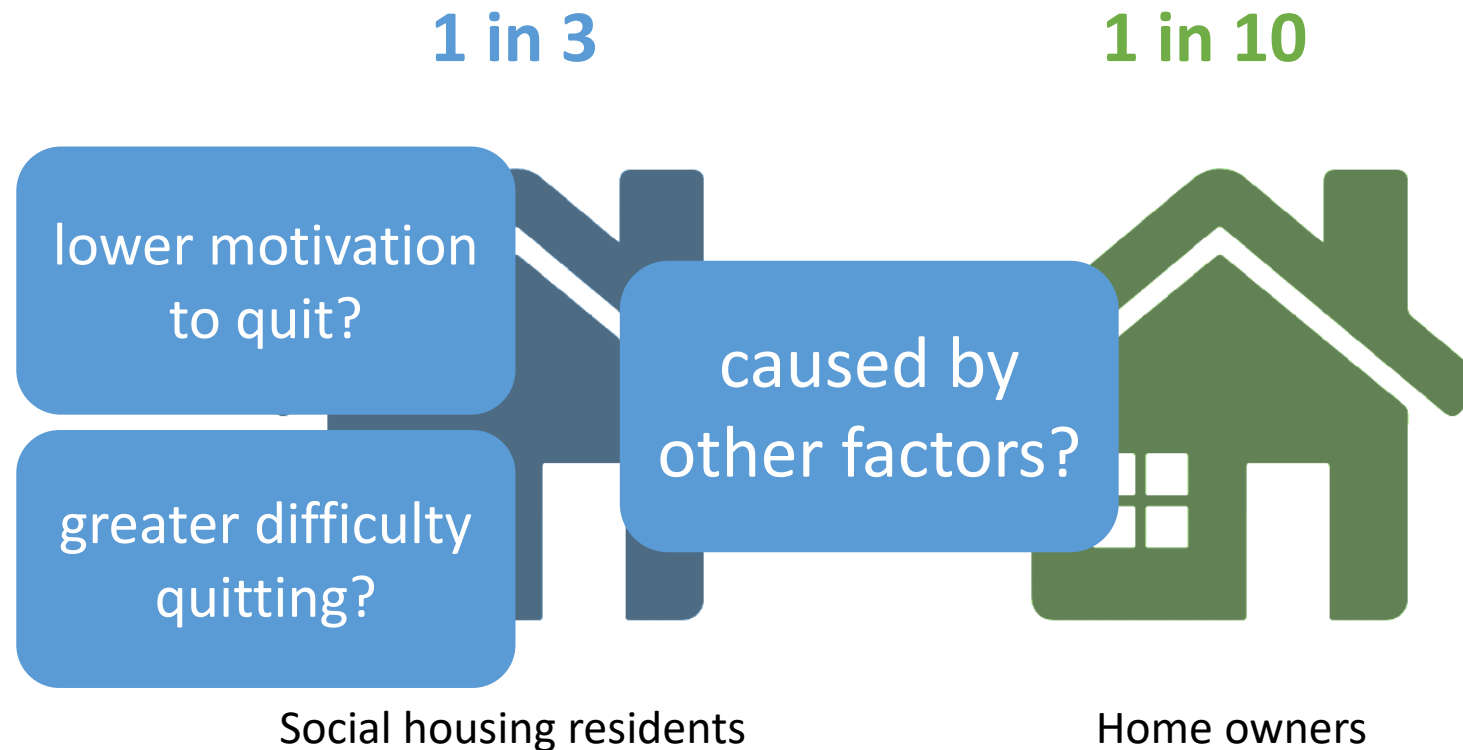 1 in 3
1 in 10
lower motivation
to quit?
caused by
other factors?
greater difficulty
quitting?
Social housing residents
Home owners